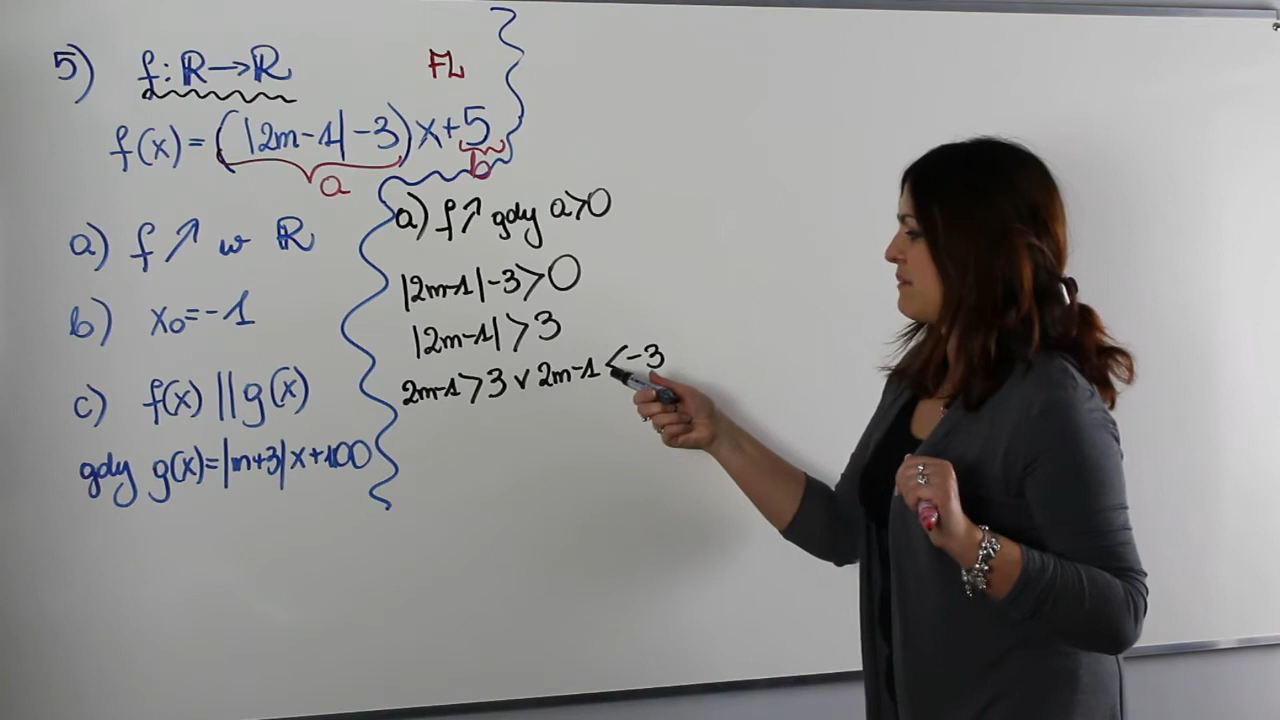 5) f: ℝ→ℝ FL
f(x) = (|2m-1|-3)x+5
a b
a) f↗ w ℝ
b) x₀=-1
c) f(x) || g(x)
gdy g(x)=|m+3|x+100
a) f↗ gdy a>0
|2m-1|-3>0
|2m-1|>3
2m-1>3 ∨ 2m-1<-3